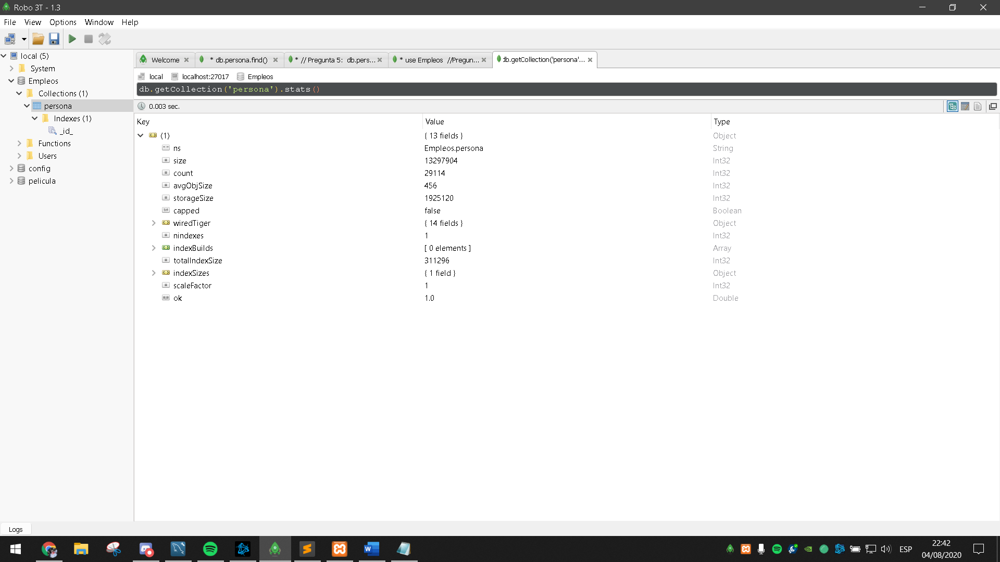 Robo 3T - 1.3
File View Options Window Help
local (5)
System
Empleos
Collections (1)
persona
Indexes (1)
_id_
Functions
Users
config
pelicula
Welcome
* db.persona.find()
* // Pregunta 5: db.pers...
* use Empleos //Pregun...
db.getCollection('persona'...
local localhost:27017 Empleos
db.getCollection('persona').stats()
0.003 sec.
Key Value Type
(1) { 13 fields } Object
ns Empleos.persona String
size 13297904 Int32
count 29114 Int32
avgObjSize 456 Int32
storageSize 1925120 Int32
capped false Boolean
wiredTiger { 14 fields } Object
nindexes 1 Int32
indexBuilds [ 0 elements ] Array
totalIndexSize 311296 Int32
indexSizes { 1 field } Object
scaleFactor 1 Int32
ok 1.0 Double
Logs
ESP
22:42
04/08/2020